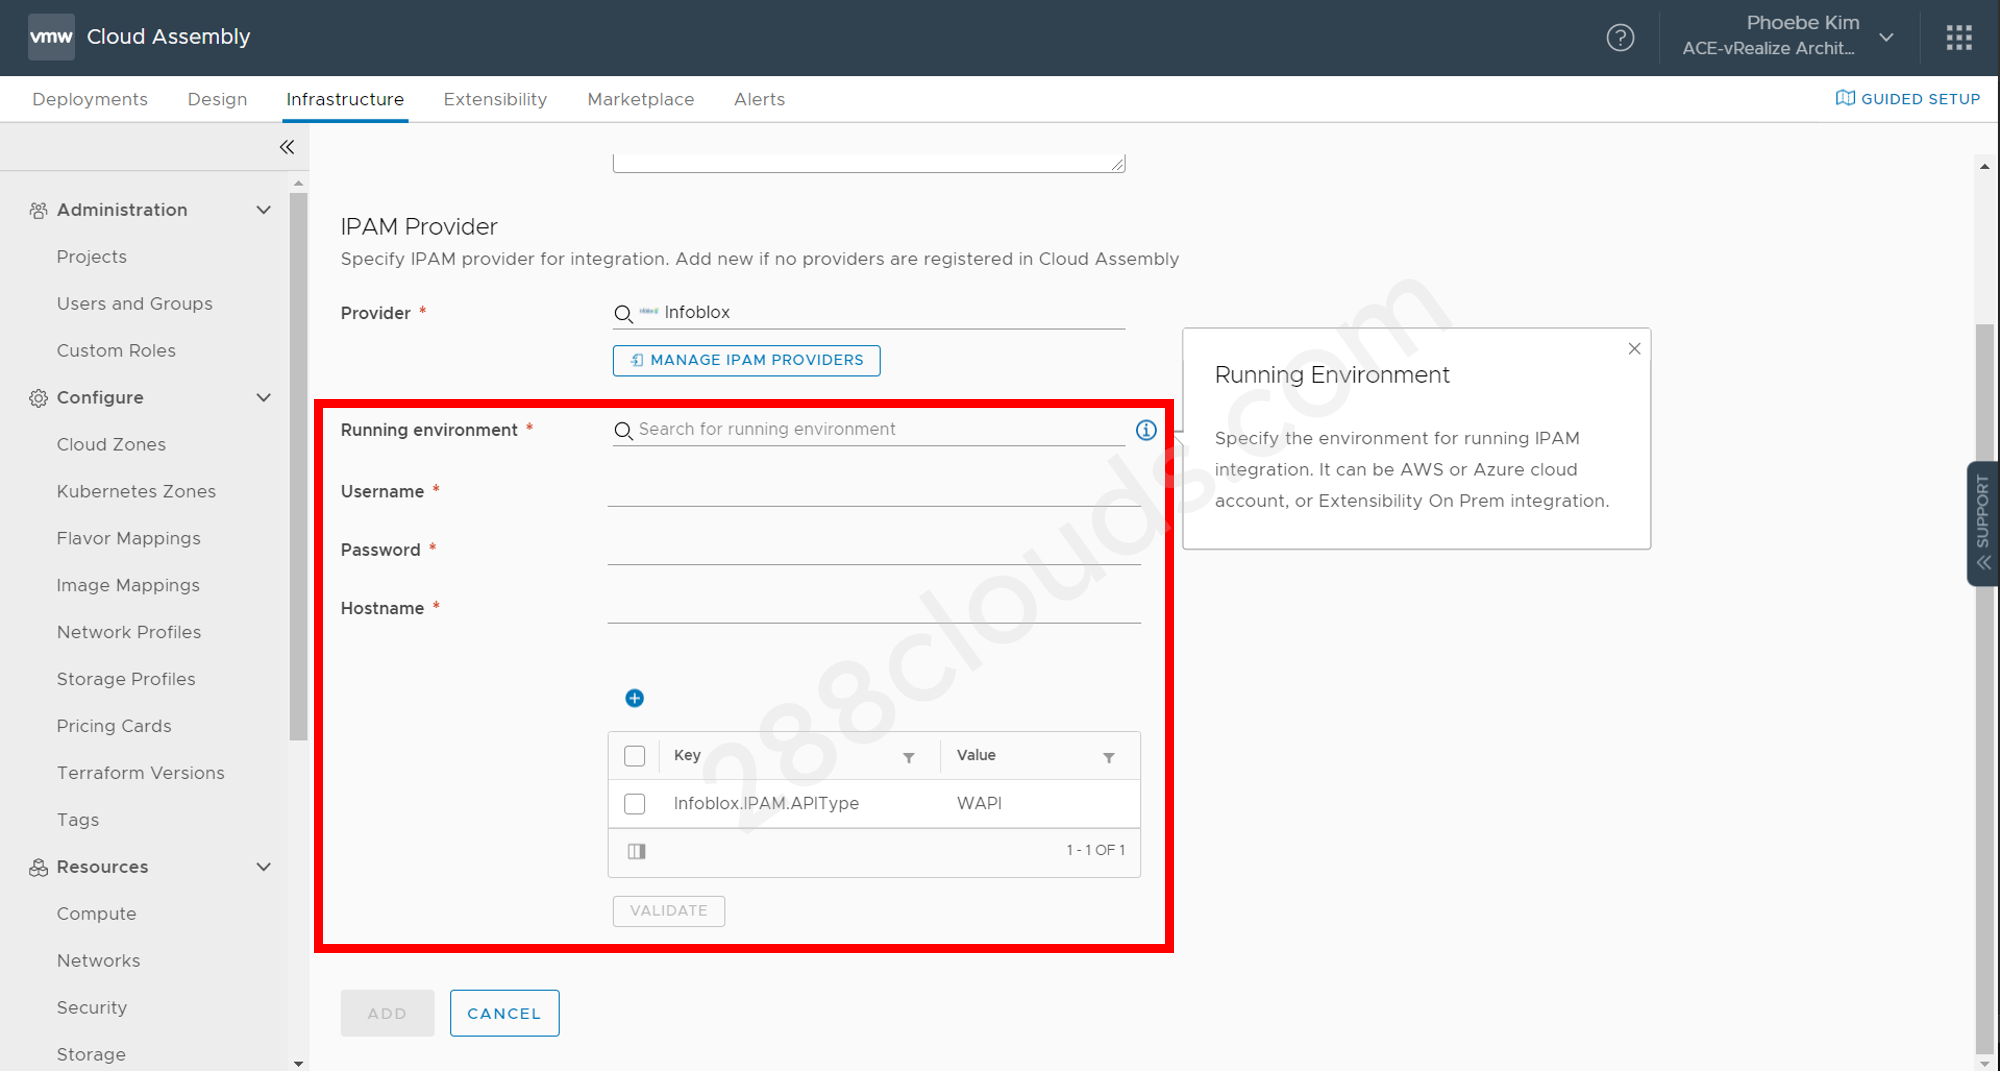 vmw Cloud Assembly
Phoebe Kim
ACE-vRealize Archit...
Deployments Design Infrastructure Extensibility Marketplace Alerts
GUIDED SETUP
Administration
Projects
Users and Groups
Custom Roles
Configure
Cloud Zones
Kubernetes Zones
Flavor Mappings
Image Mappings
Network Profiles
Storage Profiles
Pricing Cards
Terraform Versions
Tags
Resources
Compute
Networks
Security
Storage
IPAM Provider
Specify IPAM provider for integration. Add new if no providers are registered in Cloud Assembly
Provider *
Infoblox
MANAGE IPAM PROVIDERS
Running environment *
Search for running environment
Username *
Password *
Hostname *
Key Value
Infoblox.IPAM.APIType WAPI
1 - 1 OF 1
VALIDATE
ADD CANCEL
Running Environment
Specify the environment for running IPAM
integration. It can be AWS or Azure cloud
account, or Extensibility On Prem integration.
SUPPORT
288clouds.com